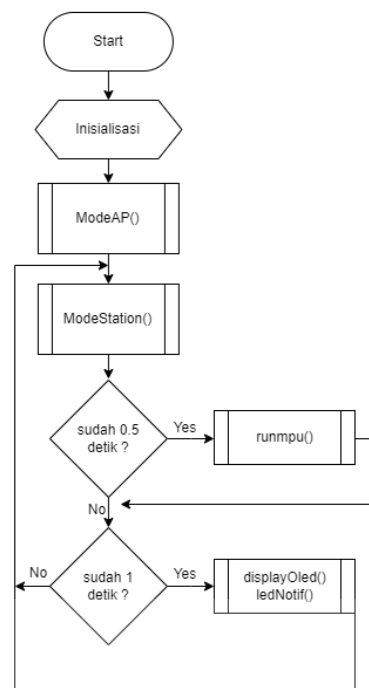 Start
Inisialisasi
ModeAP()
ModeStation()
sudah 0.5
detik ?
Yes
runmpu()
No
sudah 1
detik ?
No
Yes
displayOled()
ledNotif()